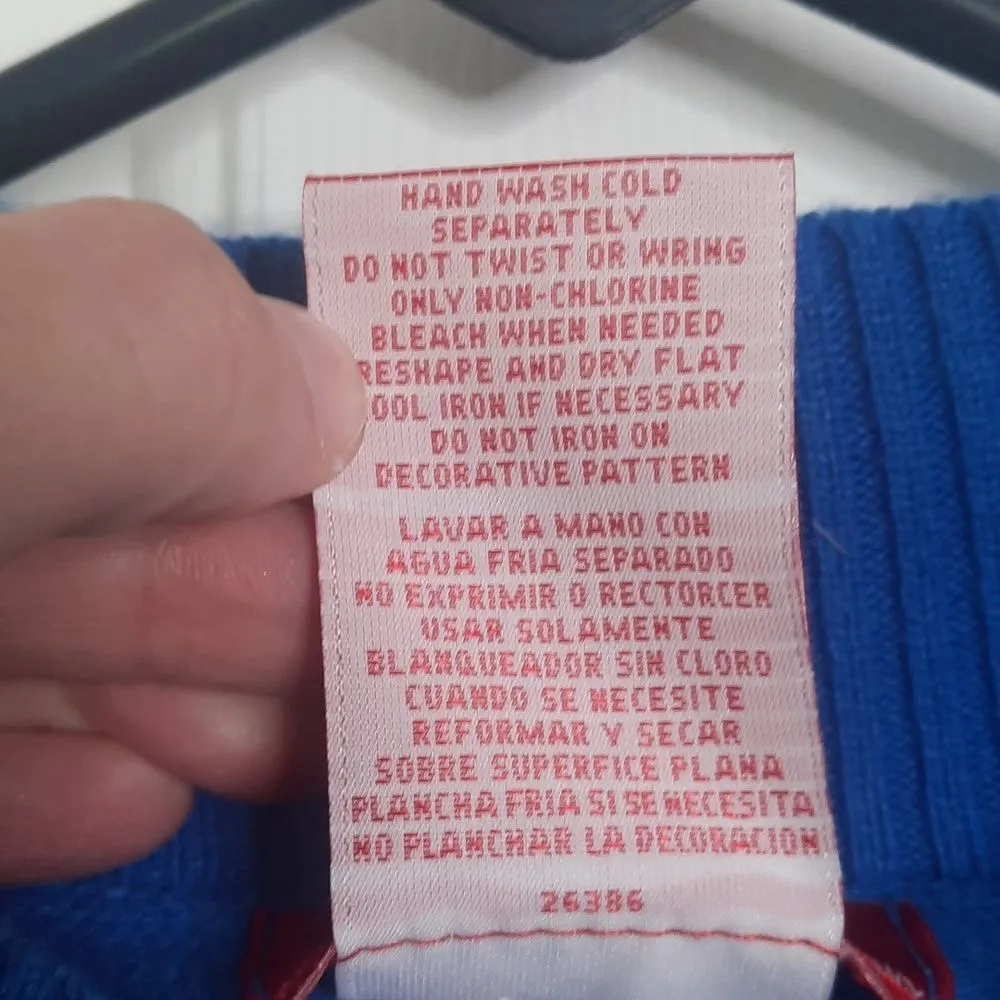 HAND WASH COLD
SEPARATELY
DO NOT TWIST OR WRING
ONLY NON-CHLORINE
BLEACH WHEN NEEDED
RESHAPE AND DRY FLAT
OOL IRON IF NECESSARY
DO NOT IRON ON
DECORATIVE PATTERN
LAVAR A MANO CON
AGUA FRIA SEPARADO
NO EXPRIMIR O RECTORCER
USAR SOLAMENTE
BLANQUEADOR SIN CLORO
CUANDO SE NECESITE
REFORMAR Y SECAR
SOBRE SUPERFICE PLANA
PLANCHA FRIA SI SE NECESITA
NO PLANCHAR LA DECORACION
26386